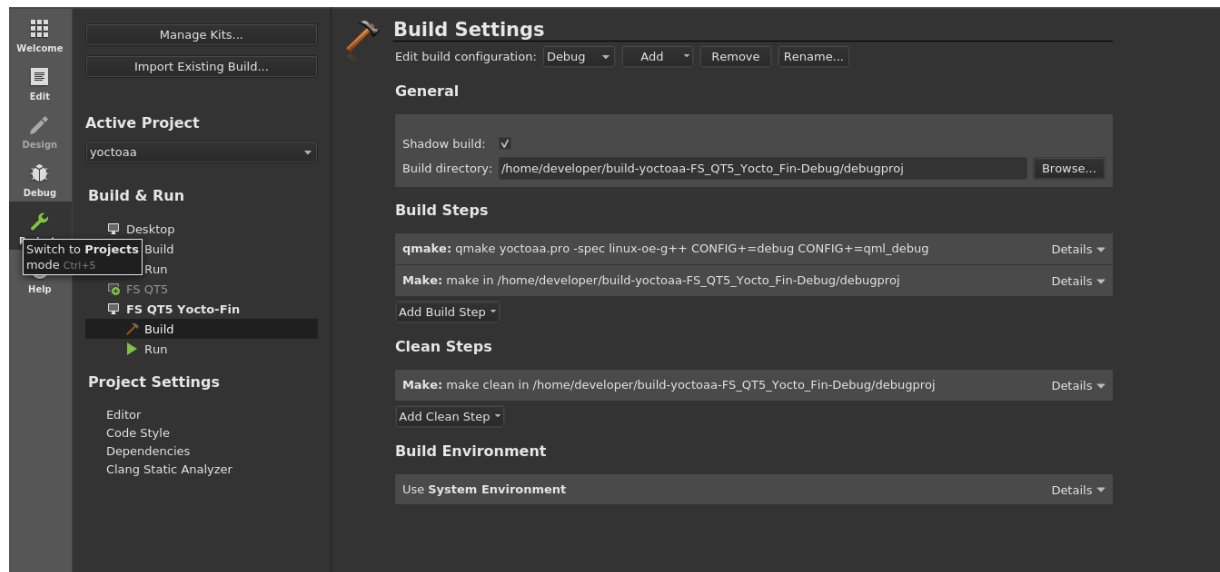 Welcome
Edit
Design
Debug
Switch to Projects
mode Ctrl+5
Help
Manage Kits...
Import Existing Build...
Active Project
yoctoaa
Build & Run
Desktop
Build
Run
FS QT5
FS QT5 Yocto-Fin
Build
Run
Project Settings
Editor
Code Style
Dependencies
Clang Static Analyzer
Build Settings
Edit build configuration: Debug Add Remove Rename...
General
Shadow build:
Build directory: /home/developer/build-yoctoaa-FS_QT5_Yocto_Fin-Debug/debugproj Browse...
Build Steps
qmake: qmake yoctoaa.pro -spec linux-oe-g++ CONFIG+=debug CONFIG+=qml_debug Details
Make: make in /home/developer/build-yoctoaa-FS_QT5_Yocto_Fin-Debug/debugproj Details
Add Build Step
Clean Steps
Make: make clean in /home/developer/build-yoctoaa-FS_QT5_Yocto_Fin-Debug/debugproj Details
Add Clean Step
Build Environment
Use System Environment Details